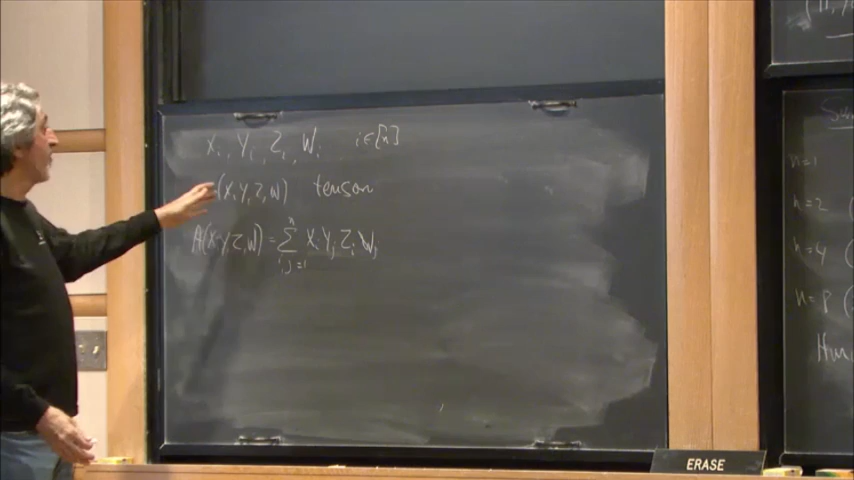 X_i, Y_i, Z_i, W_i i∈[n]
(X,Y,Z,W) tensor
A(X,Y,Z,W) = Σ_{i,j=1}^{n} X_i Y_j Z_i W_j
n=1
n=2
n=4
n=p
ERASE